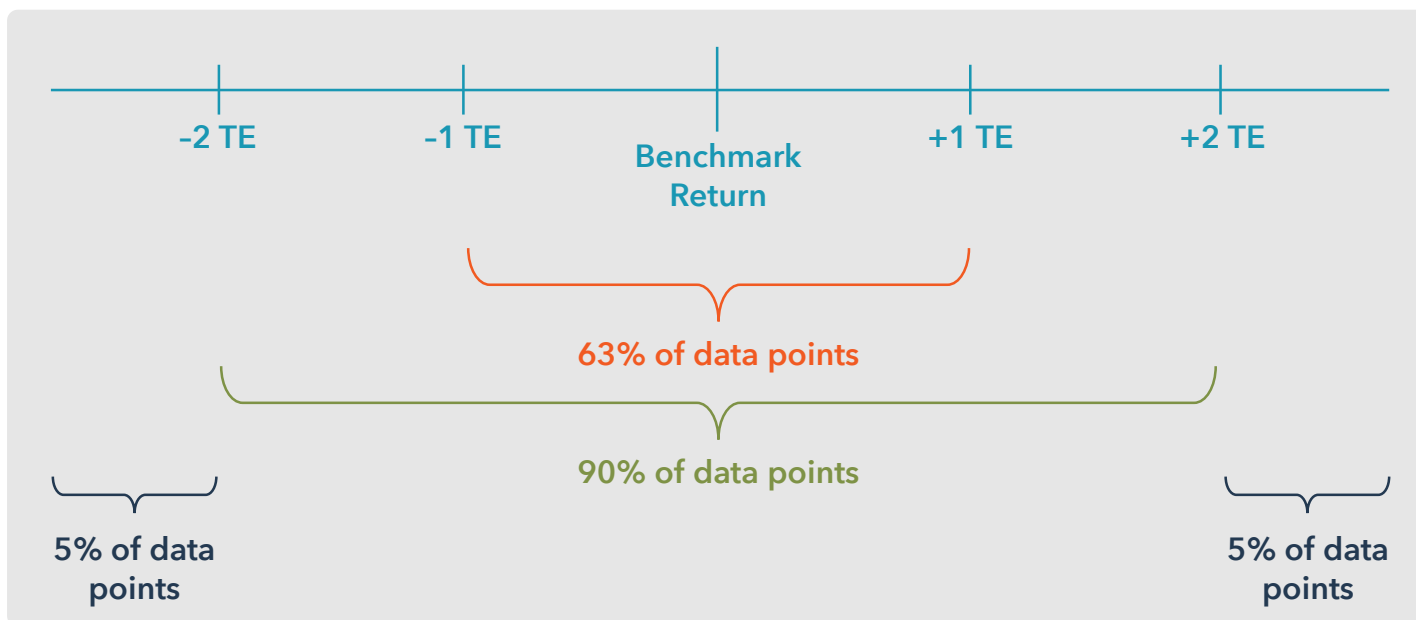 –2 TE
–1 TE
Benchmark
Return
+1 TE
+2 TE
63% of data points
90% of data points
5% of data
points
5% of data
points